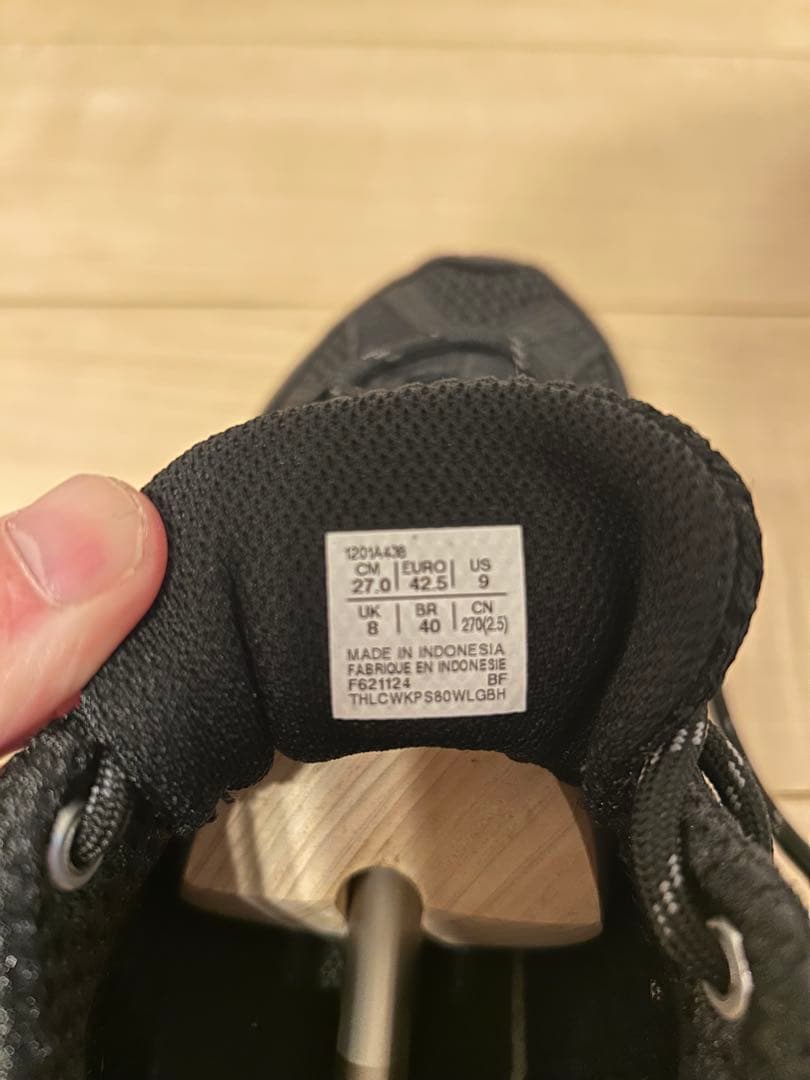 1201A438
CM | EURO | US
27.0 | 42.5 | 9
UK | BR | CN
8 | 40 | 270(2.5)
MADE IN INDONESIA
FABRIQUE EN INDONESIE
F621124 BF
THLCWKPS80WLGBH